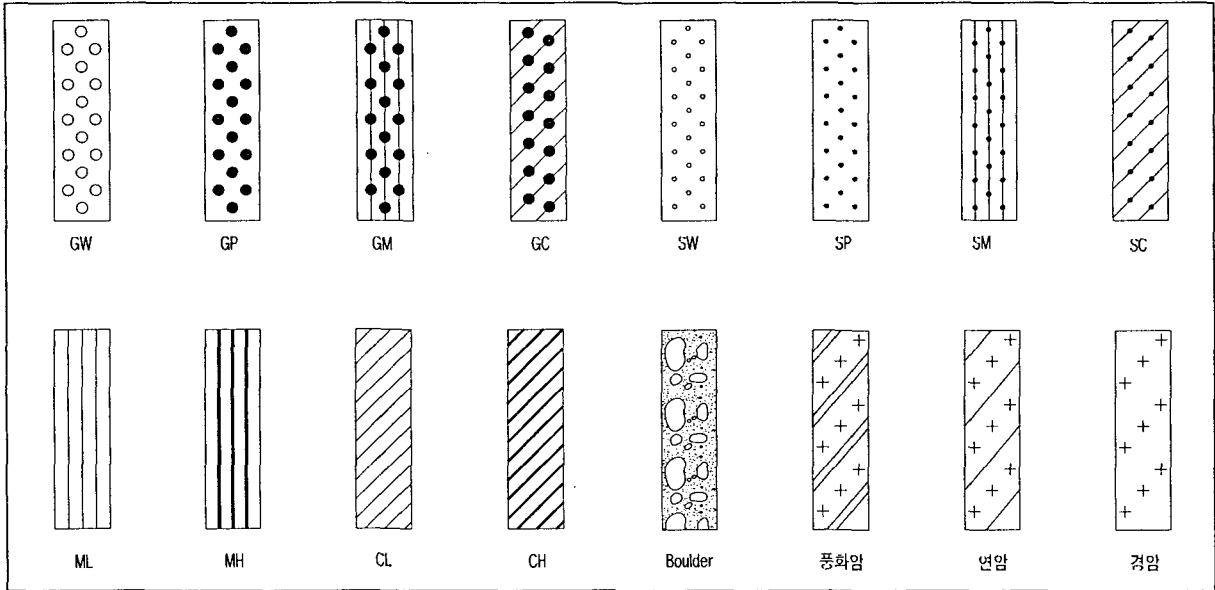 GW GP GM GC SW SP SM SC
ML MH CL CH Boulder 풍화암 연암 경암